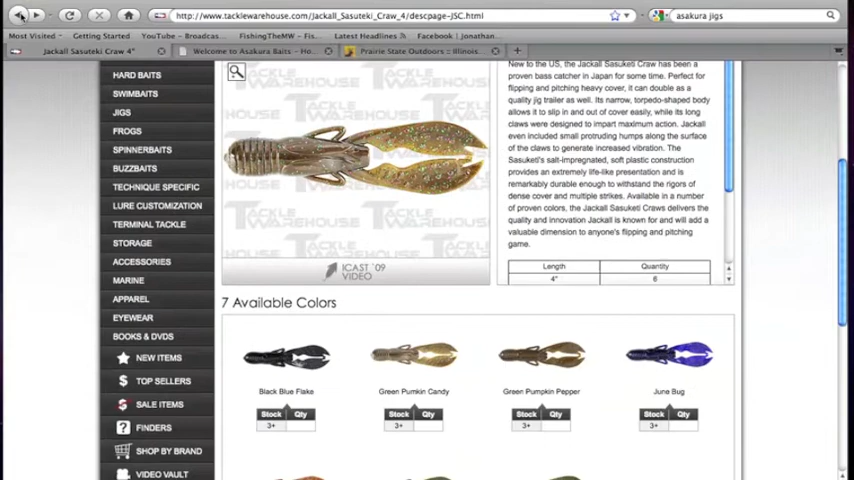 http://www.tacklewarehouse.com/Jackall_Sasuteki_Craw_4/descpage-JSC.html
asakura jigs
Most Visited
Getting Started
YouTube - Broadcas...
FishingTheMW - Fis...
Latest Headlines
Facebook | Jonathan...
Jackall Sasuteki Craw 4"
Welcome to Asakura Baits - Ho...
Prairie State Outdoors :: Illinois...
HARD BAITS
SWIMBAITS
JIGS
FROGS
SPINNERBAITS
BUZZBAITS
TECHNIQUE SPECIFIC
LURE CUSTOMIZATION
TERMINAL TACKLE
STORAGE
ACCESSORIES
MARINE
APPAREL
EYEWEAR
BOOKS & DVDS
NEW ITEMS
TOP SELLERS
SALE ITEMS
FINDERS
SHOP BY BRAND
VIDEO VAULT
TACKLE WAREHOUSE
ICAST '09
VIDEO
New to the US, the Jackall Sasuketi Craw has been a
proven bass catcher in Japan for some time. Perfect for
flipping and pitching heavy cover, it can double as a
quality jig trailer as well. Its narrow, torpedo-shaped body
allows it to slip in and out of cover easily, while its long
claws were designed to impart maximum action. Jackall
even included small protruding humps along the surface
of the claws to generate increased vibration. The
Sasuketi's salt-impregnated, soft plastic construction
provides an extremely life-like presentation and is
remarkably durable enough to withstand the rigors of
dense cover and multiple strikes. Available in a number
of proven colors, the Jackall Sasuketi Craws delivers the
quality and innovation Jackall is known for and will add a
valuable dimension to anyone's flipping and pitching
game.
Length Quantity
4" 6
7 Available Colors
Black Blue Flake
Green Pumkin Candy
Green Pumpkin Pepper
June Bug
Stock Qty Stock Qty Stock Qty Stock Qty
3+ 3+ 3+ 3+